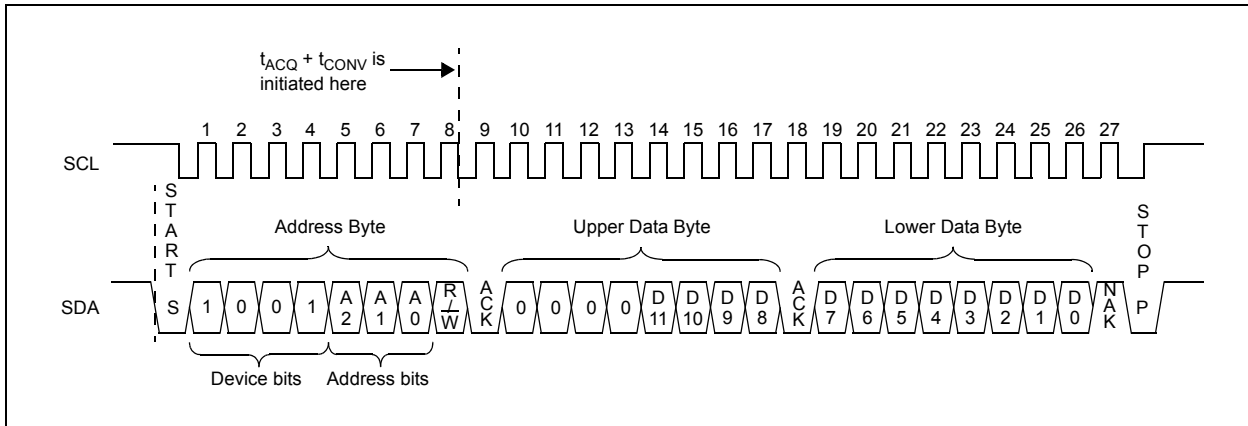 tACQ + tCONV is
initiated here
1 2 3 4 5 6 7 8 9 10 11 12 13 14 15 16 17 18 19 20 21 22 23 24 25 26 27
SCL
START
STOP
Address Byte
Upper Data Byte
Lower Data Byte
SDA
S 1 0 0 1 A2 A1 A0 R/W ACK 0 0 0 0 D11 D10 D9 D8 ACK D7 D6 D5 D4 D3 D2 D1 D0 NAK P
Device bits
Address bits